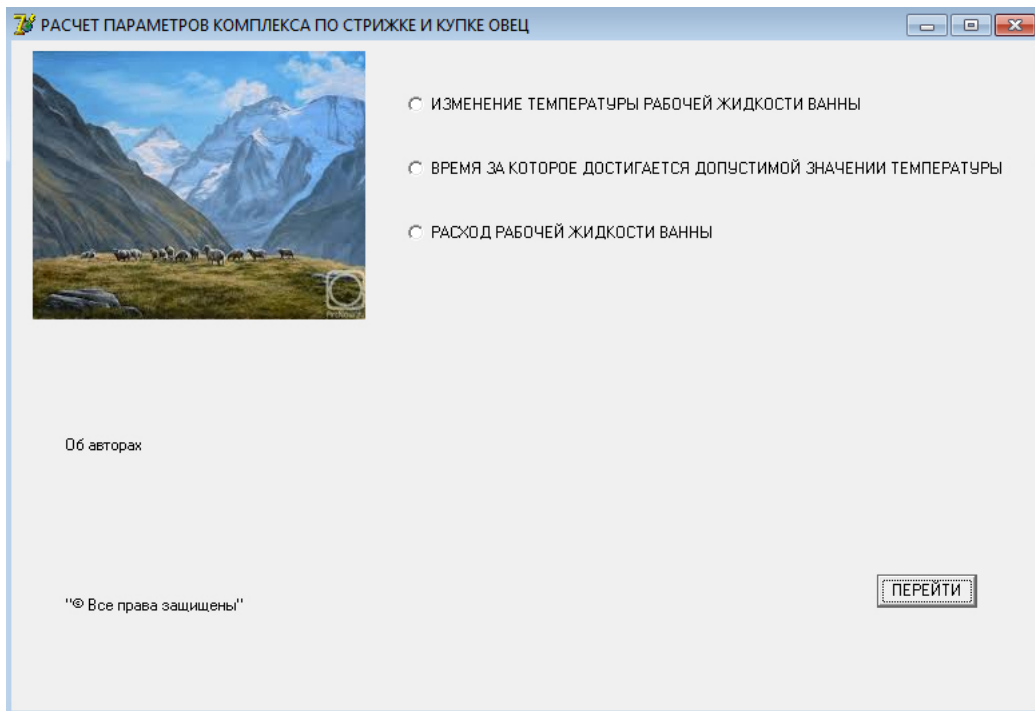 РАСЧЕТ ПАРАМЕТРОВ КОМПЛЕКСА ПО СТРИЖКЕ И КУПКЕ ОВЕЦ
ИЗМЕНЕНИЕ ТЕМПЕРАТУРЫ РАБОЧЕЙ ЖИДКОСТИ ВАННЫ
ВРЕМЯ ЗА КОТОРОЕ ДОСТИГАЕТСЯ ДОПУСТИМОЙ ЗНАЧЕНИИ ТЕМПЕРАТУРЫ
РАСХОД РАБОЧЕЙ ЖИДКОСТИ ВАННЫ
Об авторах
"© Все права защищены"
ПЕРЕЙТИ